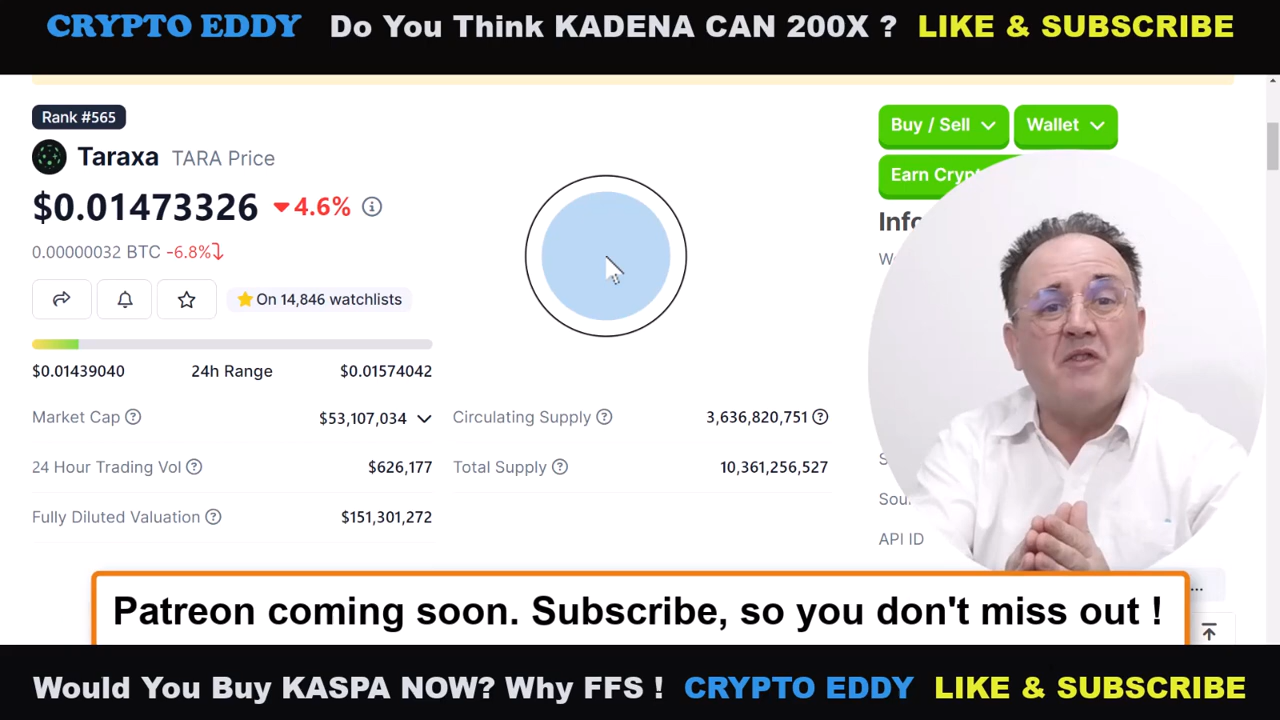 CRYPTO EDDY Do You Think KADENA CAN 200X ? LIKE & SUBSCRIBE
Rank #565
Buy / Sell Wallet
Taraxa TARA Price
Earn Crypt
$0.01473326 4.6%
Info
0.00000032 BTC -6.8%
On 14,846 watchlists
$0.01439040 24h Range $0.01574042
Market Cap $53,107,034 Circulating Supply 3,636,820,751
24 Hour Trading Vol $626,177 Total Supply 10,361,256,527
Sou
Fully Diluted Valuation $151,301,272
API ID
Patreon coming soon. Subscribe, so you don't miss out !
Would You Buy KASPA NOW? Why FFS ! CRYPTO EDDY LIKE & SUBSCRIBE